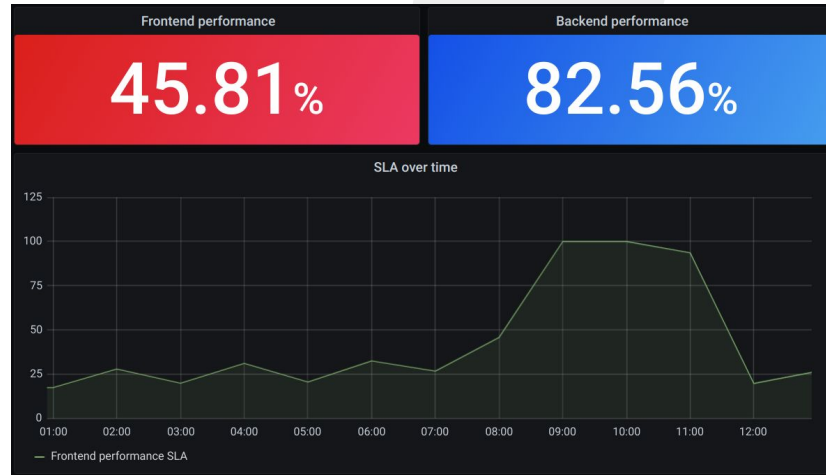 Frontend performance
Backend performance
45.81%
82.56%
SLA over time
125
100
75
50
25
0
01:00 02:00 03:00 04:00 05:00 06:00 07:00 08:00 09:00 10:00 11:00 12:00
Frontend performance SLA